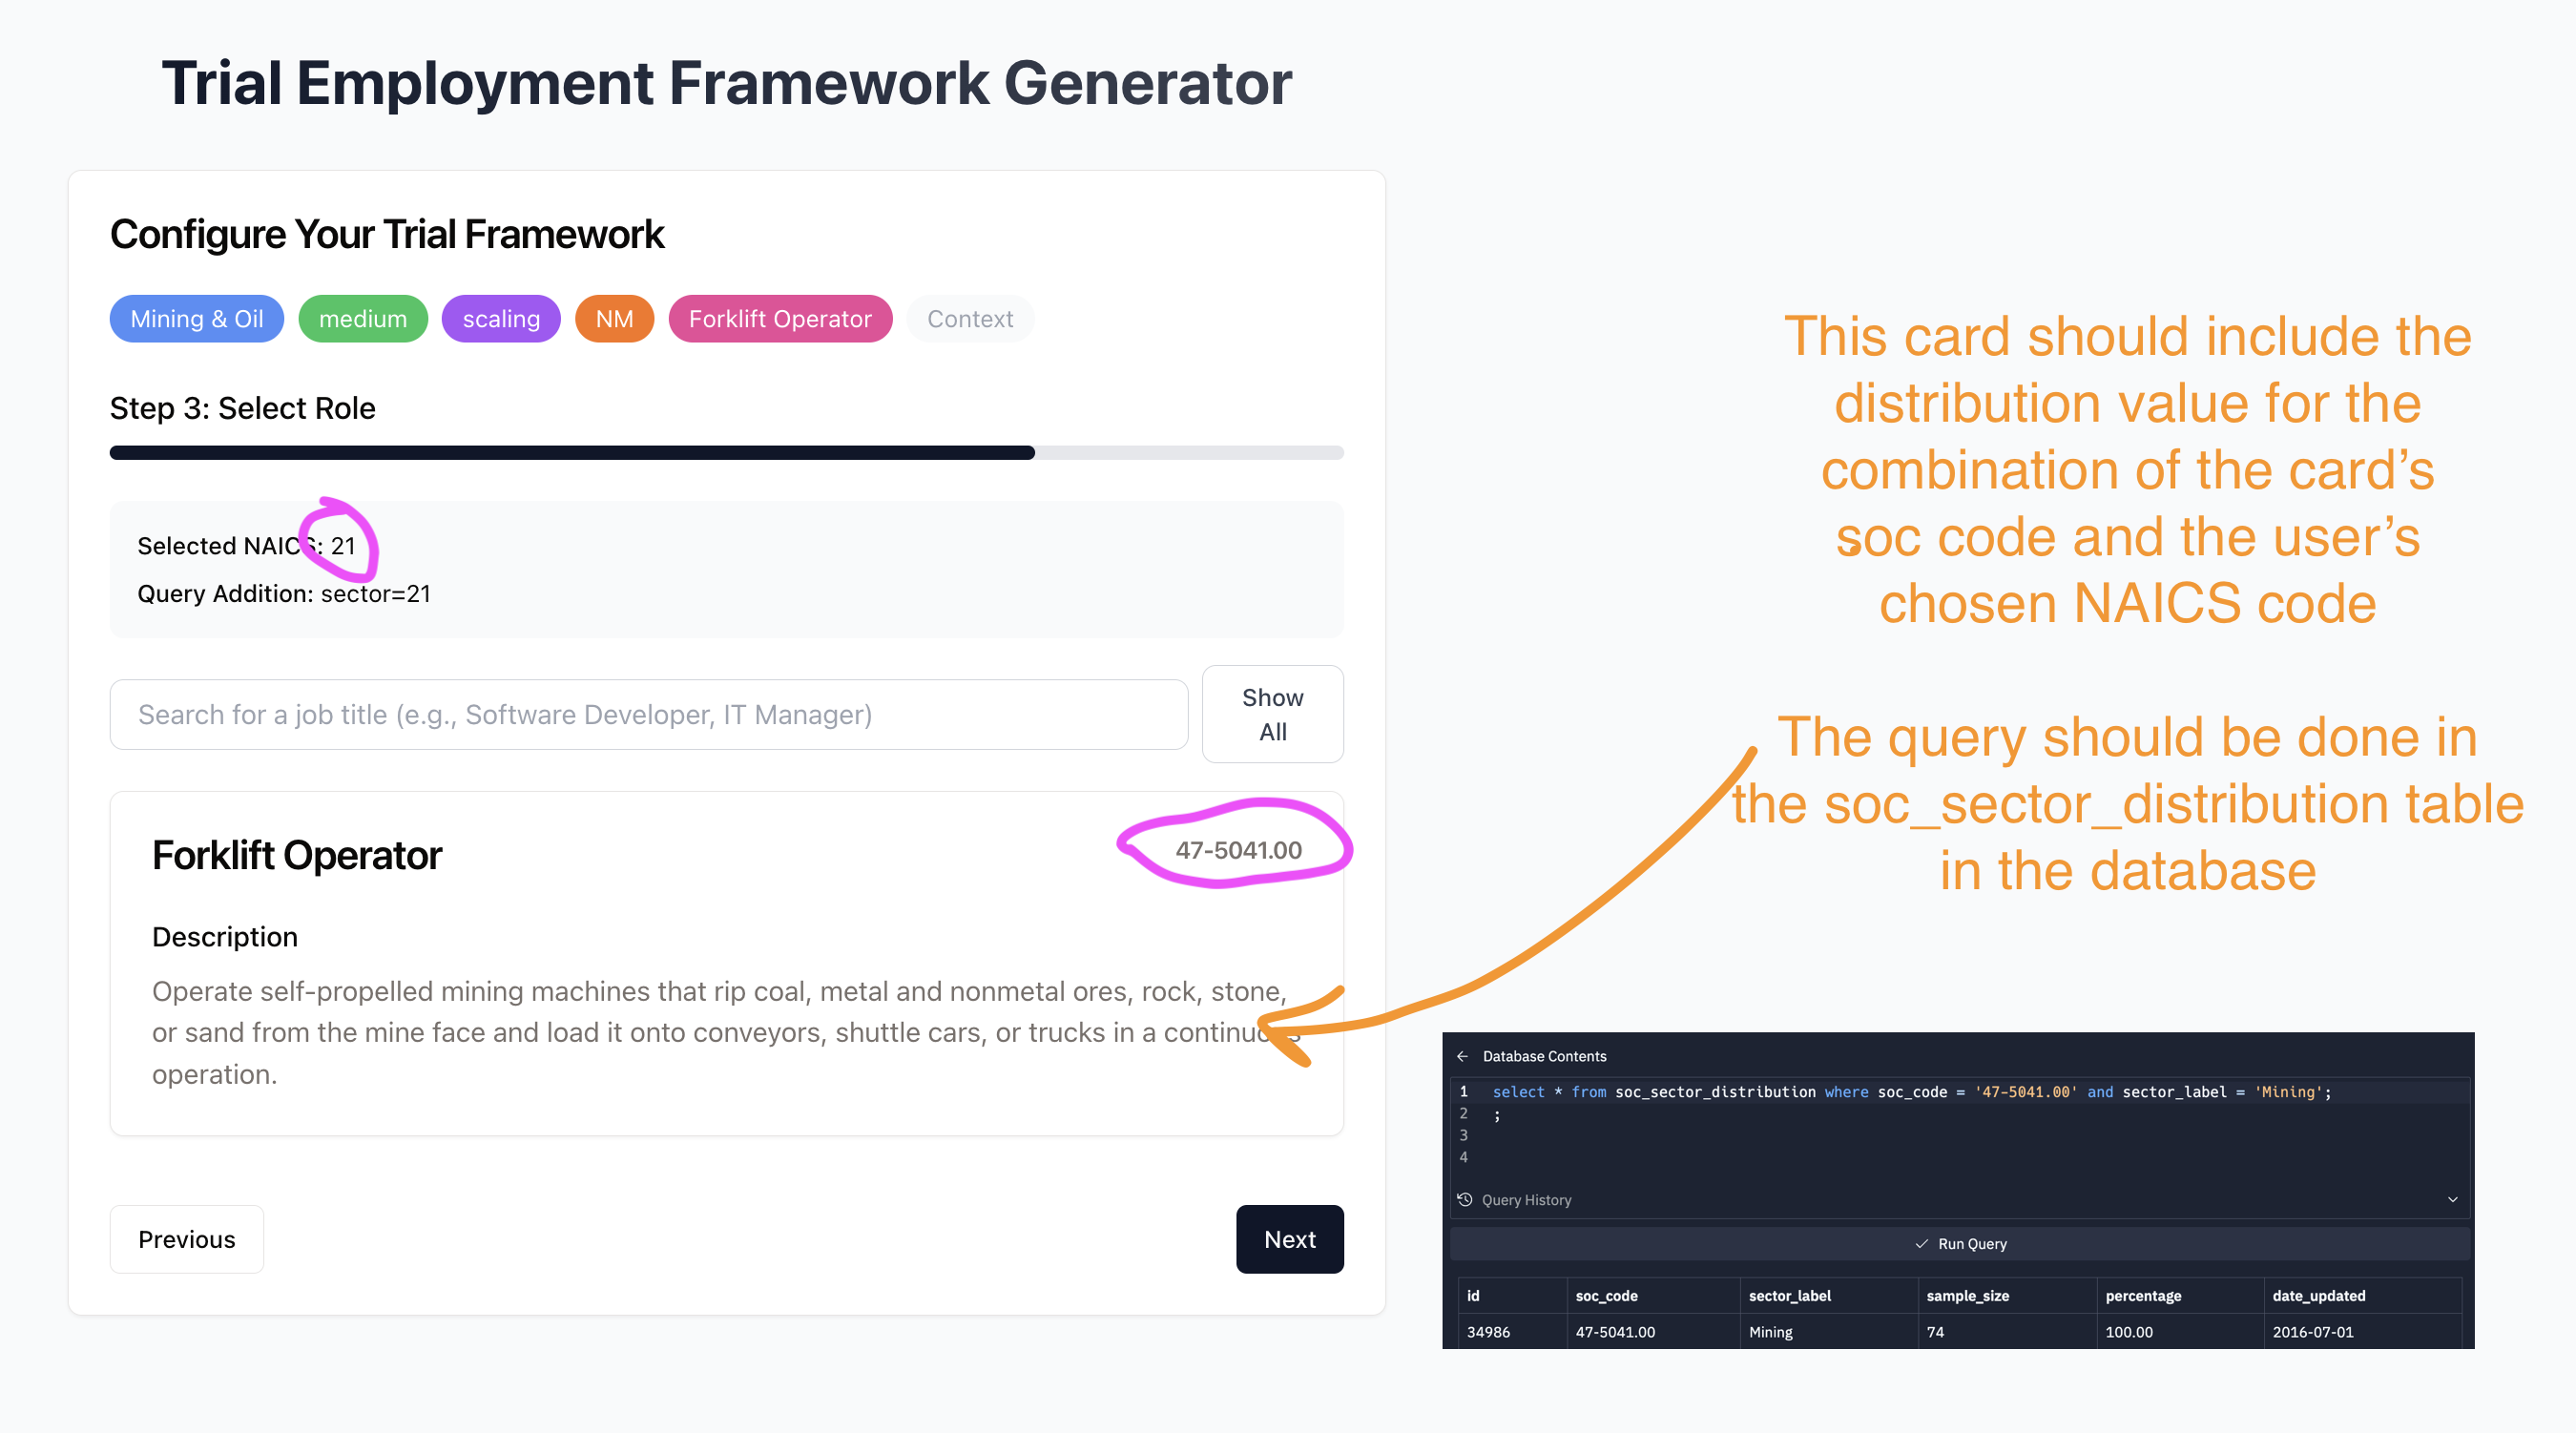 Trial Employment Framework Generator
Configure Your Trial Framework
Mining & Oil
medium
scaling
NM
Forklift Operator
Context
Step 3: Select Role
Selected NAICS: 21
Query Addition: sector=21
Search for a job title (e.g., Software Developer, IT Manager)
Show
All
Forklift Operator
47-5041.00
Description
Operate self-propelled mining machines that rip coal, metal and nonmetal ores, rock, stone,
or sand from the mine face and load it onto conveyors, shuttle cars, or trucks in a continuous
operation.
Previous
Next
This card should include the
distribution value for the
combination of the card’s
soc code and the user’s
chosen NAICS code
The query should be done in
the soc_sector_distribution table
in the database
Database Contents
1 select * from soc_sector_distribution where soc_code = '47-5041.00' and sector_label = 'Mining';
2 ;
3
4
Query History
Run Query
id soc_code sector_label sample_size percentage date_updated
34986 47-5041.00 Mining 74 100.00 2016-07-01